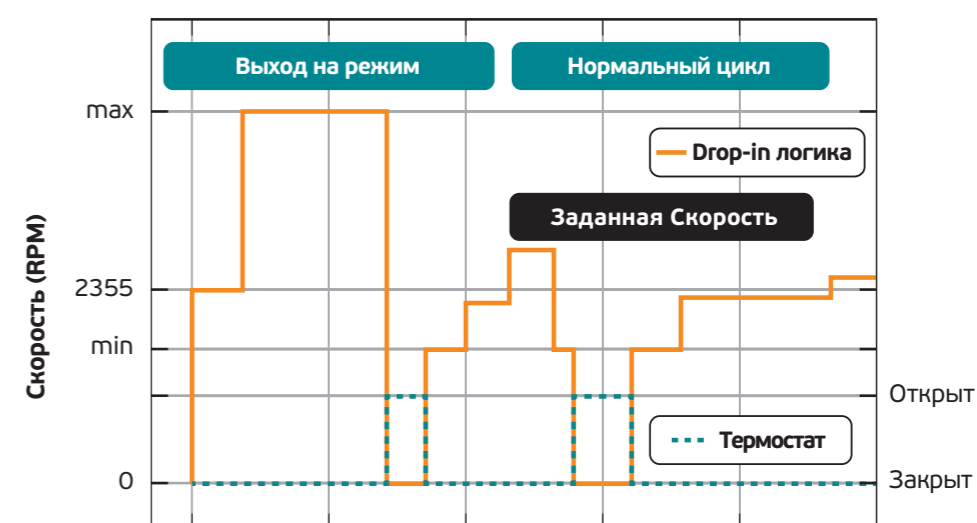 Выход на режим
Нормальный цикл
max
Drop-in логика
Заданная Скорость
Скорость (RPM)
2355
min
Открыт
Термостат
0
Закрыт